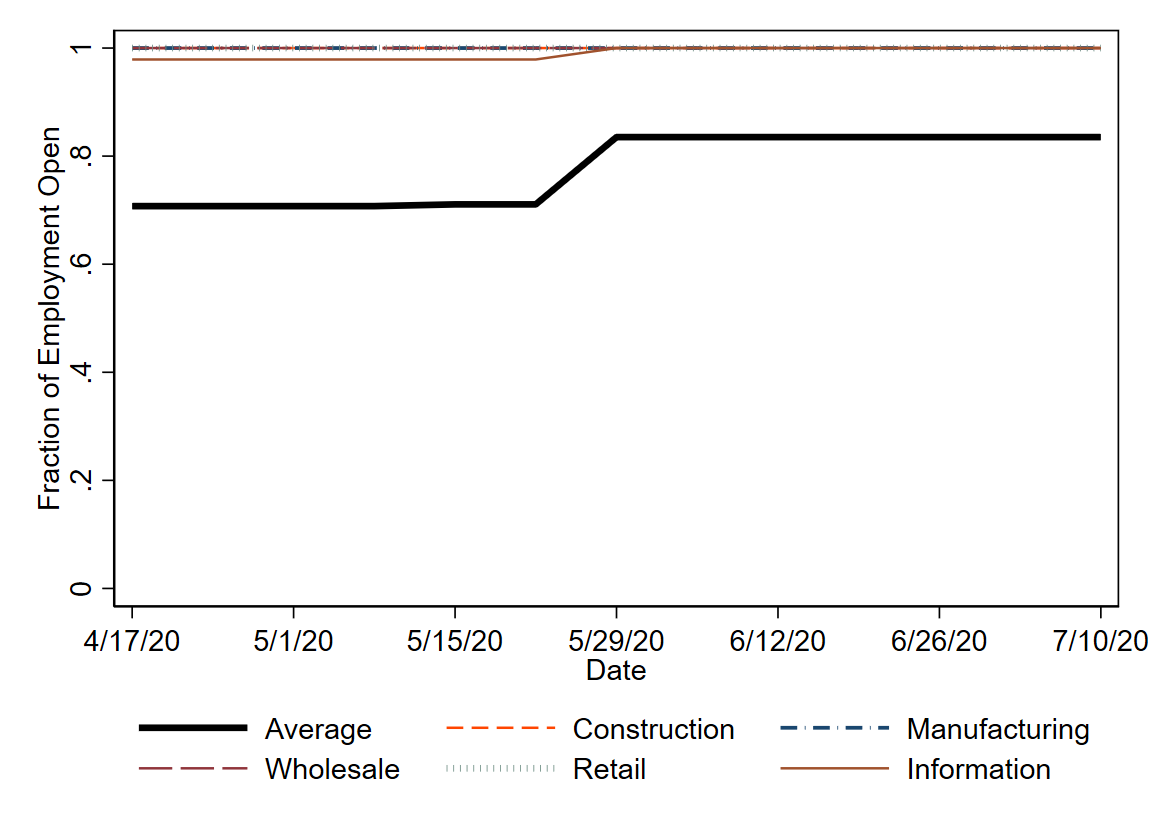 Fraction of Employment Open
1
.8
.6
.4
.2
0
4/17/20 5/1/20 5/15/20 5/29/20 6/12/20 6/26/20 7/10/20
Date
Average Construction Manufacturing
Wholesale Retail Information